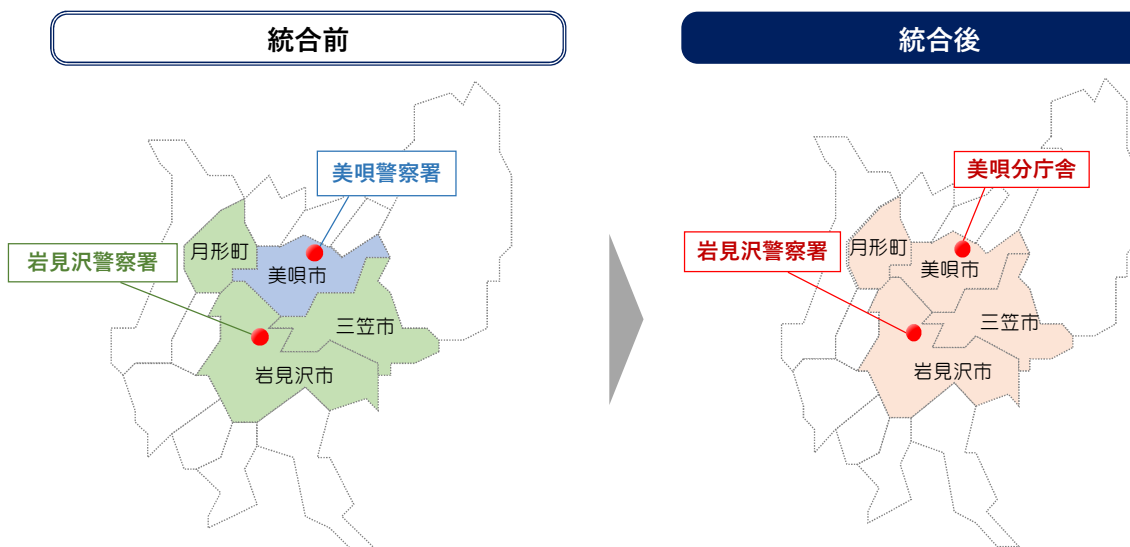 統合前
統合後
美唄警察署
岩見沢警察署
月形町
美唄市
三笠市
岩見沢市
美唄分庁舎
岩見沢警察署
月形町
美唄市
三笠市
岩見沢市